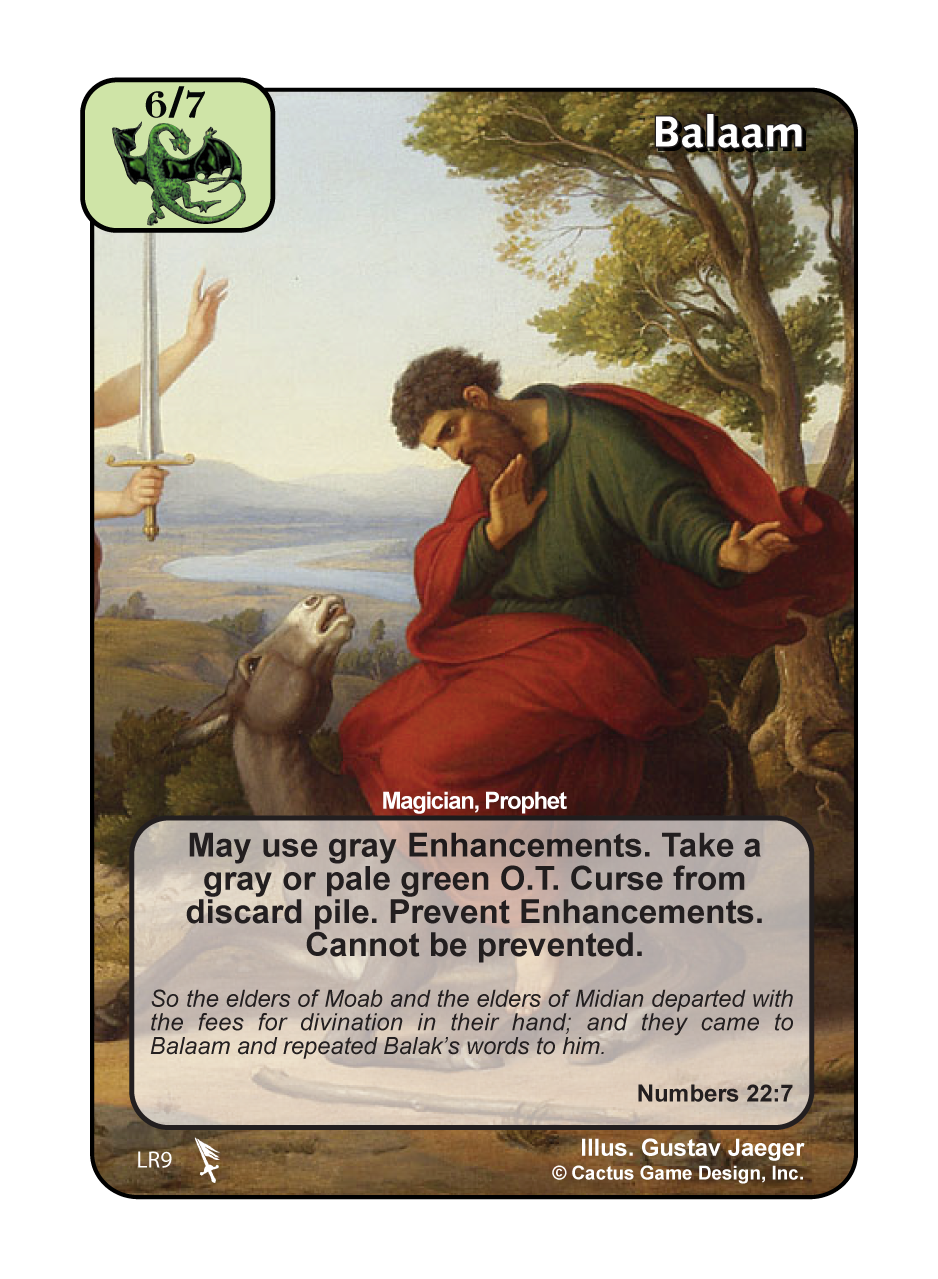 6/7
Balaam
Magician, Prophet
May use gray Enhancements. Take a
gray or pale green O.T. Curse from
discard pile. Prevent Enhancements.
Cannot be prevented.
So the elders of Moab and the elders of Midian departed with
the fees for divination in their hand; and they came to
Balaam and repeated Balak's words to him.
Numbers 22:7
LR9
Illus. Gustav Jaeger
© Cactus Game Design, Inc.